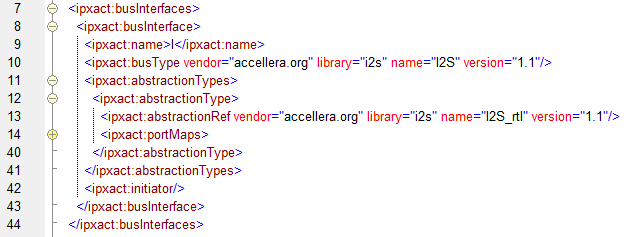 7 <ipxact:busInterfaces>
8 <ipxact:busInterface>
9 <ipxact:name>I</ipxact:name>
10 <ipxact:busType vendor="accellera.org" library="i2s" name="I2S" version="1.1"/>
11 <ipxact:abstractionTypes>
12 <ipxact:abstractionType>
13 <ipxact:abstractionRef vendor="accellera.org" library="i2s" name="I2S_rtl" version="1.1"/>
14 <ipxact:portMaps>
40 </ipxact:abstractionType>
41 </ipxact:abstractionTypes>
42 <ipxact:initiator/>
43 </ipxact:busInterface>
44 </ipxact:busInterfaces>